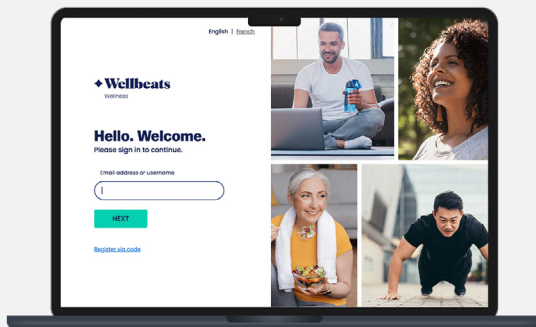 English | French
Wellbeats
Wellness
Hello. Welcome.
Please sign in to continue.
Email address or username
NEXT
Register via code